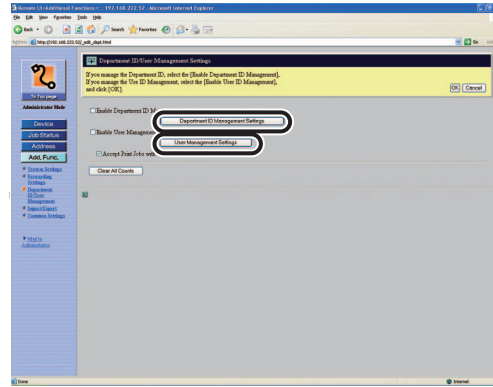 Remote UI <Additional Functions> : 192.168.222.52 - Microsoft Internet Explorer
File Edit View Favorites Tools Help
Back Search Favorites
Address http://192.168.222.52/_edit_dept.html Go
Department ID/User Management Settings
If you manage the Department ID, select the [Enable Department ID Management].
If you manage the Use ID Management, select the [Enable User ID Management],
and click [OK].
OK Cancel
To Top page
Administrator Mode
Enable Department ID M
Department ID Management Settings
Device
Enable User Management
Job Status
User Management Settings
Address
Accept Print Jobs with
Add. Func.
Clear All Counts
System Settings
Forwarding
Settings
Department
ID/User
Management
Import/Export
Common Settings
Mail to
Administrator
Done Internet